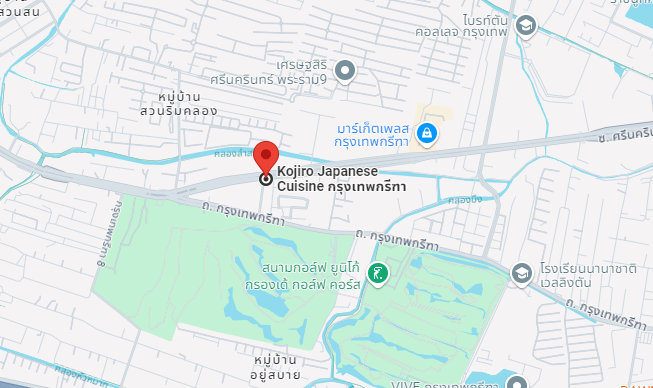 ไบรท์ตัน
คอลเลจ กรุงเทพ
สวนสน
เศรษฐสิริ
ศรีนครินทร์ พระราม9
หมู่บ้าน
สวนริมคลอง
มาร์เก็ตเพลส
กรุงเทพกรีฑา
ซ. ศรีนครินทร์
Kojiro Japanese
Cuisine กรุงเทพกรีฑา
คลองบึง
ถ. กรุงเทพกรีฑา
ถ. กรุงเทพกรีฑา
กรุงเทพกรีฑา 8
สนามกอล์ฟ ยูนิโก้
กรองเด้ กอล์ฟ คอร์ส
โรงเรียนนานาชาติ
เวลลิงตัน
ถ. กรุงเทพกรีฑา
หมู่บ้าน
อยู่สบาย
คลองหัวหมาก
VIVE กรุงเทพกรีฑา